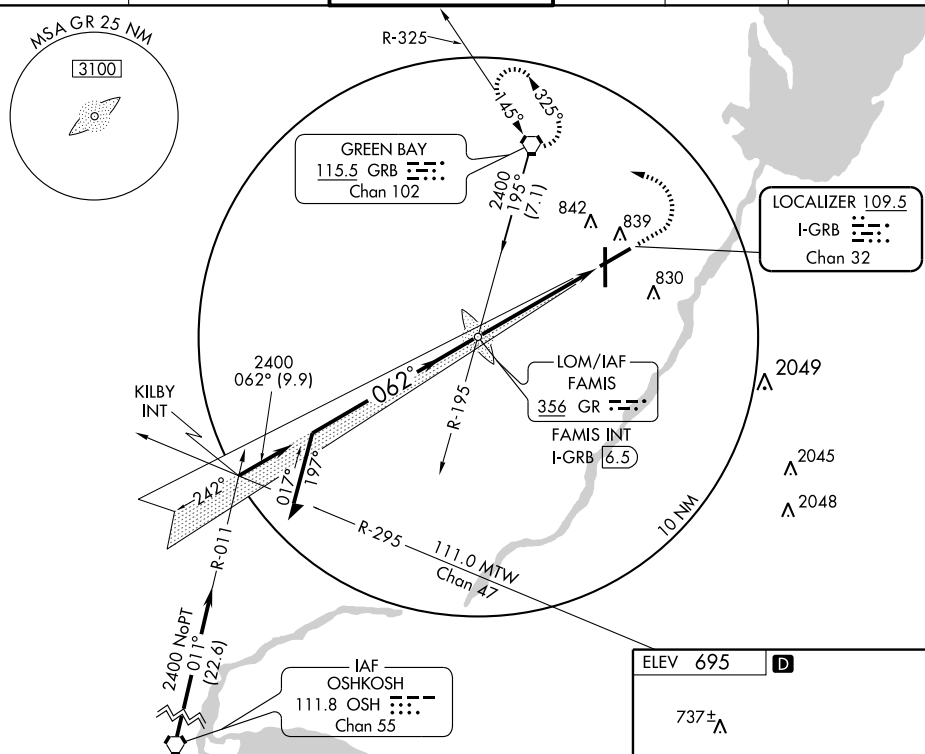 MSA GR 25 NM
3100
R-325
145°
325°
GREEN BAY
115.5 GRB
Chan 102
2400
195°
(7.1)
842
839
830
LOCALIZER 109.5
I-GRB
Chan 32
2400
062° (9.9)
062°
KILBY
INT
LOM/IAF
FAMIS
356 GR
FAMIS INT
I-GRB 6.5
R-195
2049
2045
2048
242°
017°
197°
R-011
R-295
111.0 MTW
Chan 47
10 NM
2400 NoPT
011°
(22.6)
IAF
OSHKOSH
111.8 OSH
Chan 55
ELEV 695 D
737±